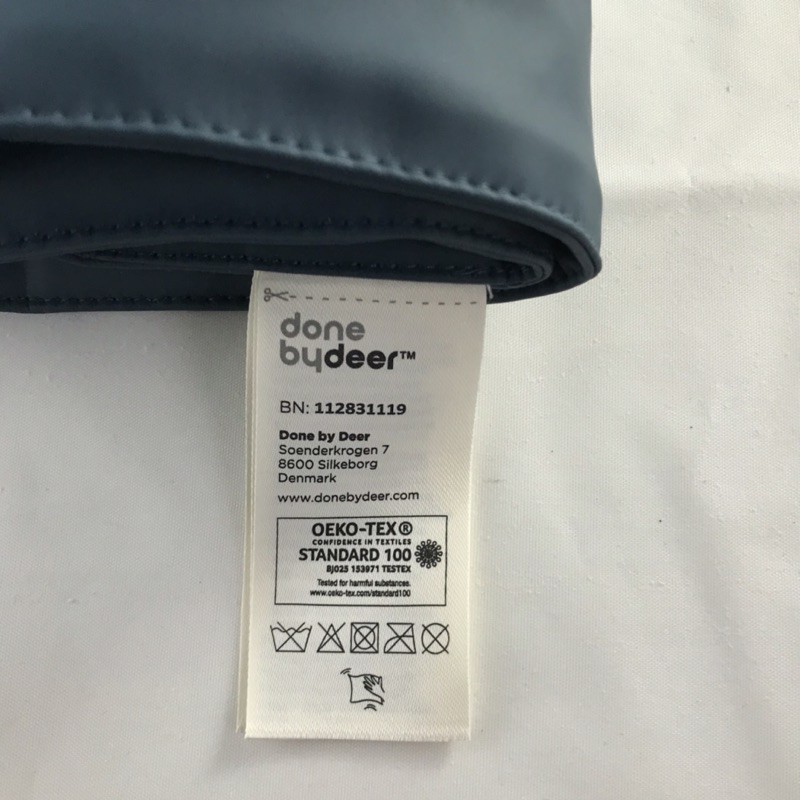 done
bydeer™
BN: 112831119
Done by Deer
Soenderkrogen 7
8600 Silkeborg
Denmark
www.donebydeer.com
OEKO-TEX®
CONFIDENCE IN TEXTILES
STANDARD 100
BJ025 153971 TESTEX
Tested for harmful substances.
www.oeko-tex.com/standard100